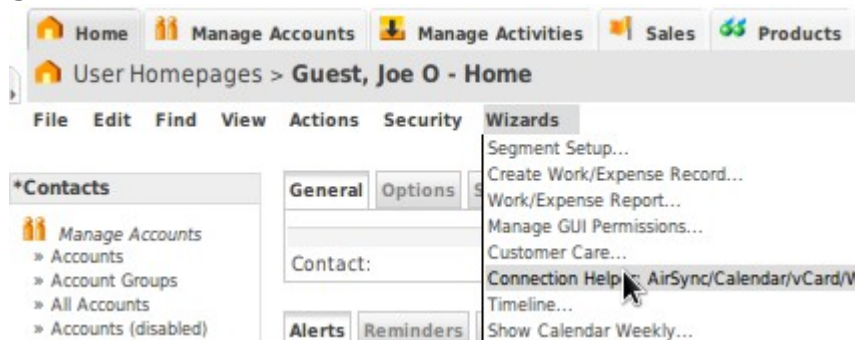 Home Manage Accounts Manage Activities Sales Products
User Homepages > Guest, Joe O - Home
File Edit Find View Actions Security Wizards
Segment Setup...
Create Work/Expense Record...
Work/Expense Report...
Manage GUI Permissions...
Customer Care...
Connection Helper: AirSync/Calendar/vCard/W
Timeline...
Show Calendar Weekly...
*Contacts
Manage Accounts
» Accounts
» Account Groups
» All Accounts
» Accounts (disabled)
General Options S
Contact:
Alerts Reminders